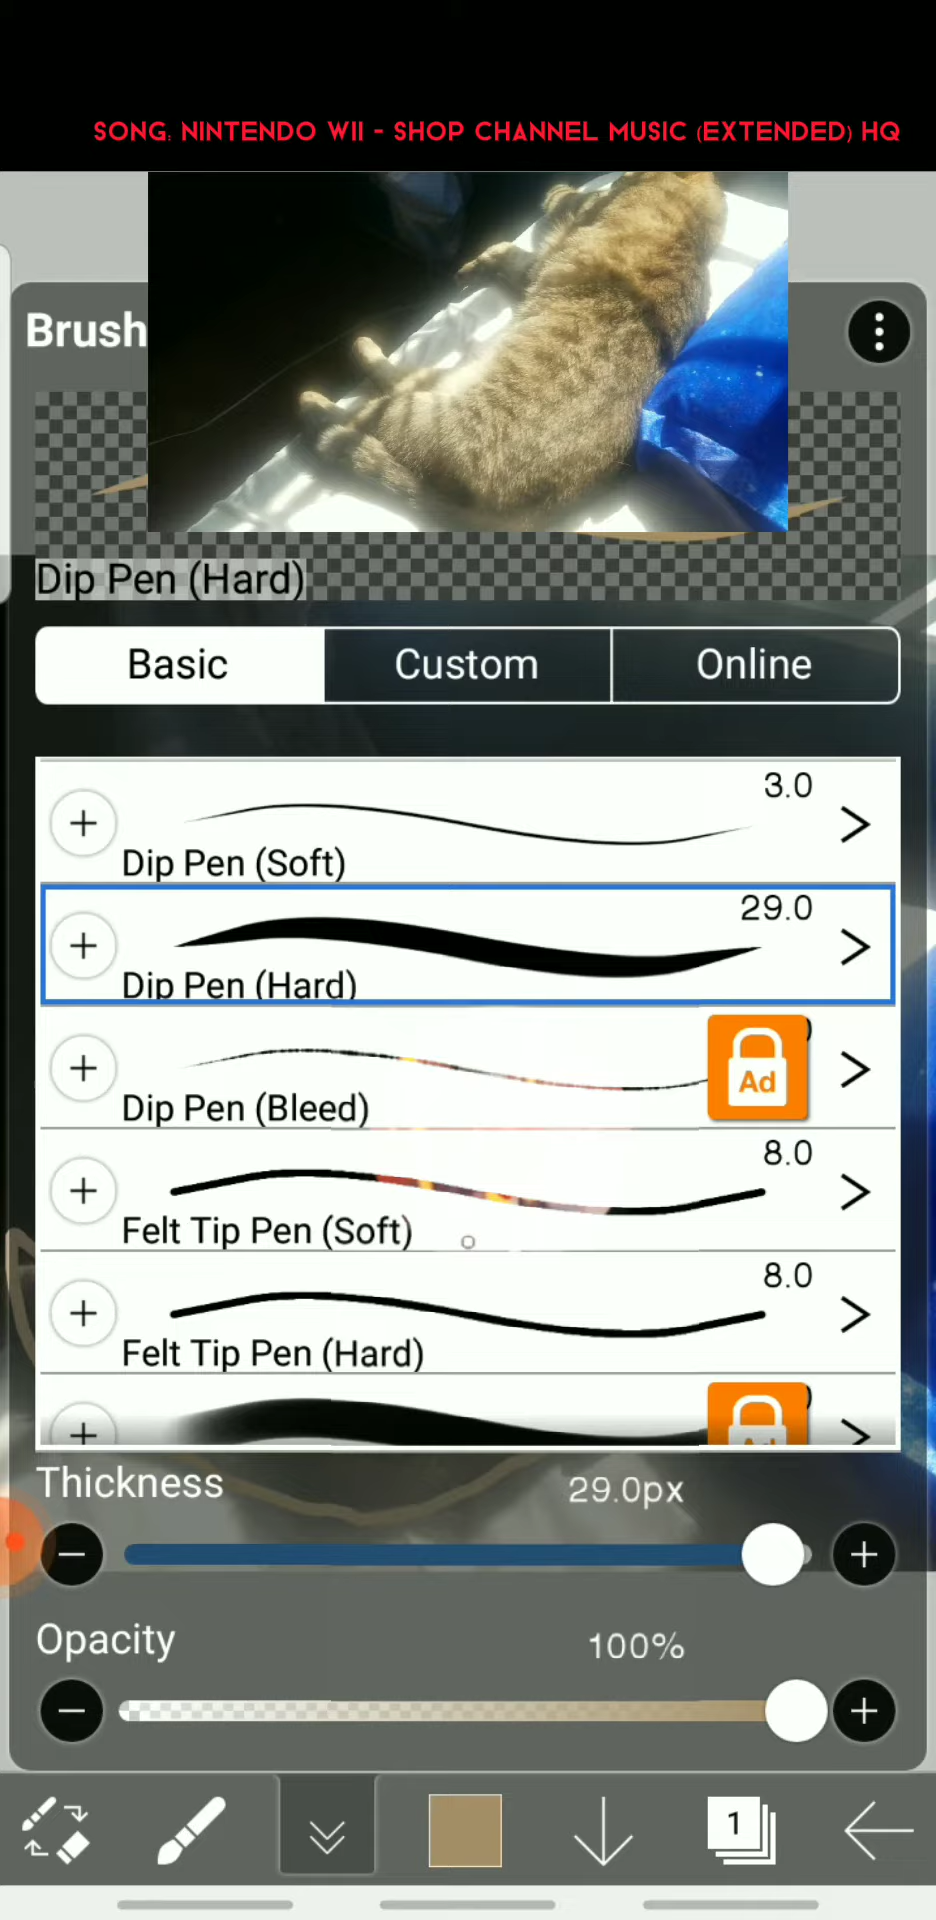 SONG: NINTENDO WII - SHOP CHANNEL MUSIC (EXTENDED) HQ
Brush
Dip Pen (Hard)
Basic Custom Online
3.0
Dip Pen (Soft)
29.0
Dip Pen (Hard)
Ad
Dip Pen (Bleed)
8.0
Felt Tip Pen (Soft)
8.0
Felt Tip Pen (Hard)
Thickness 29.0px
Opacity 100%
1